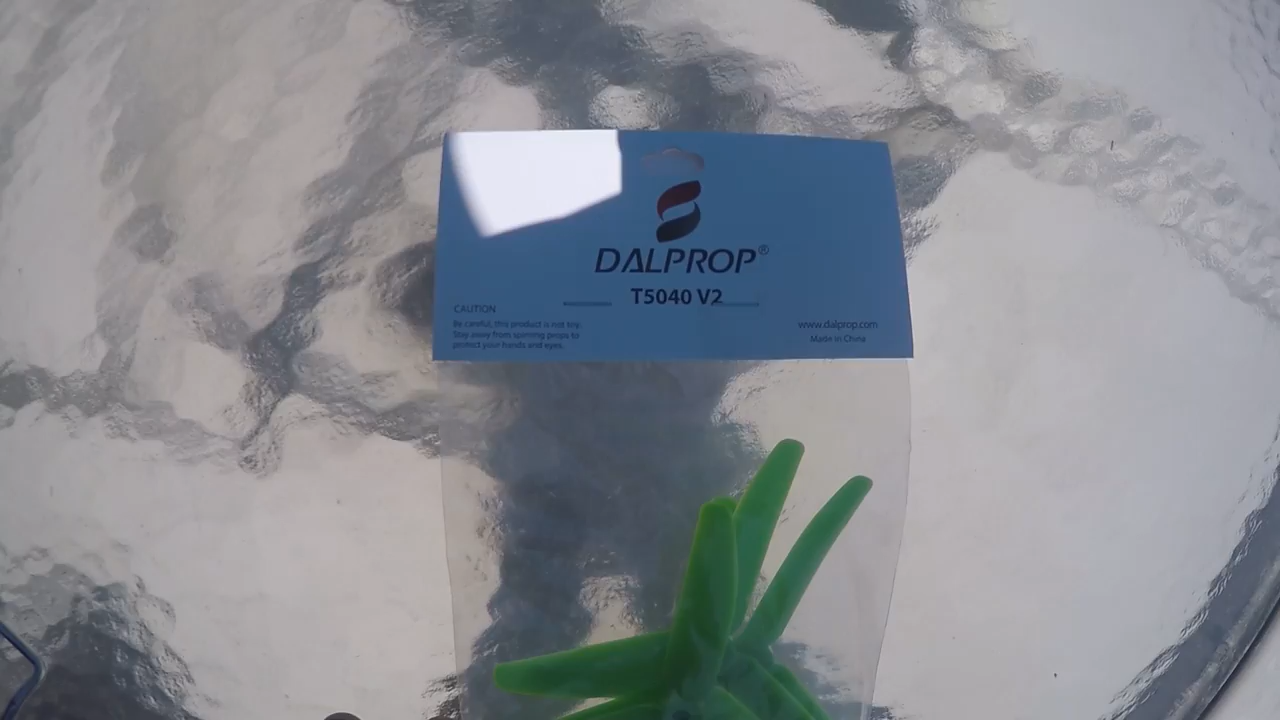 DALPROP®
T5040 V2
CAUTION
Be careful, this product is not toy.
Stay away from spinning props to
protect your hands and eyes.
www.dalprop.com
Made in China